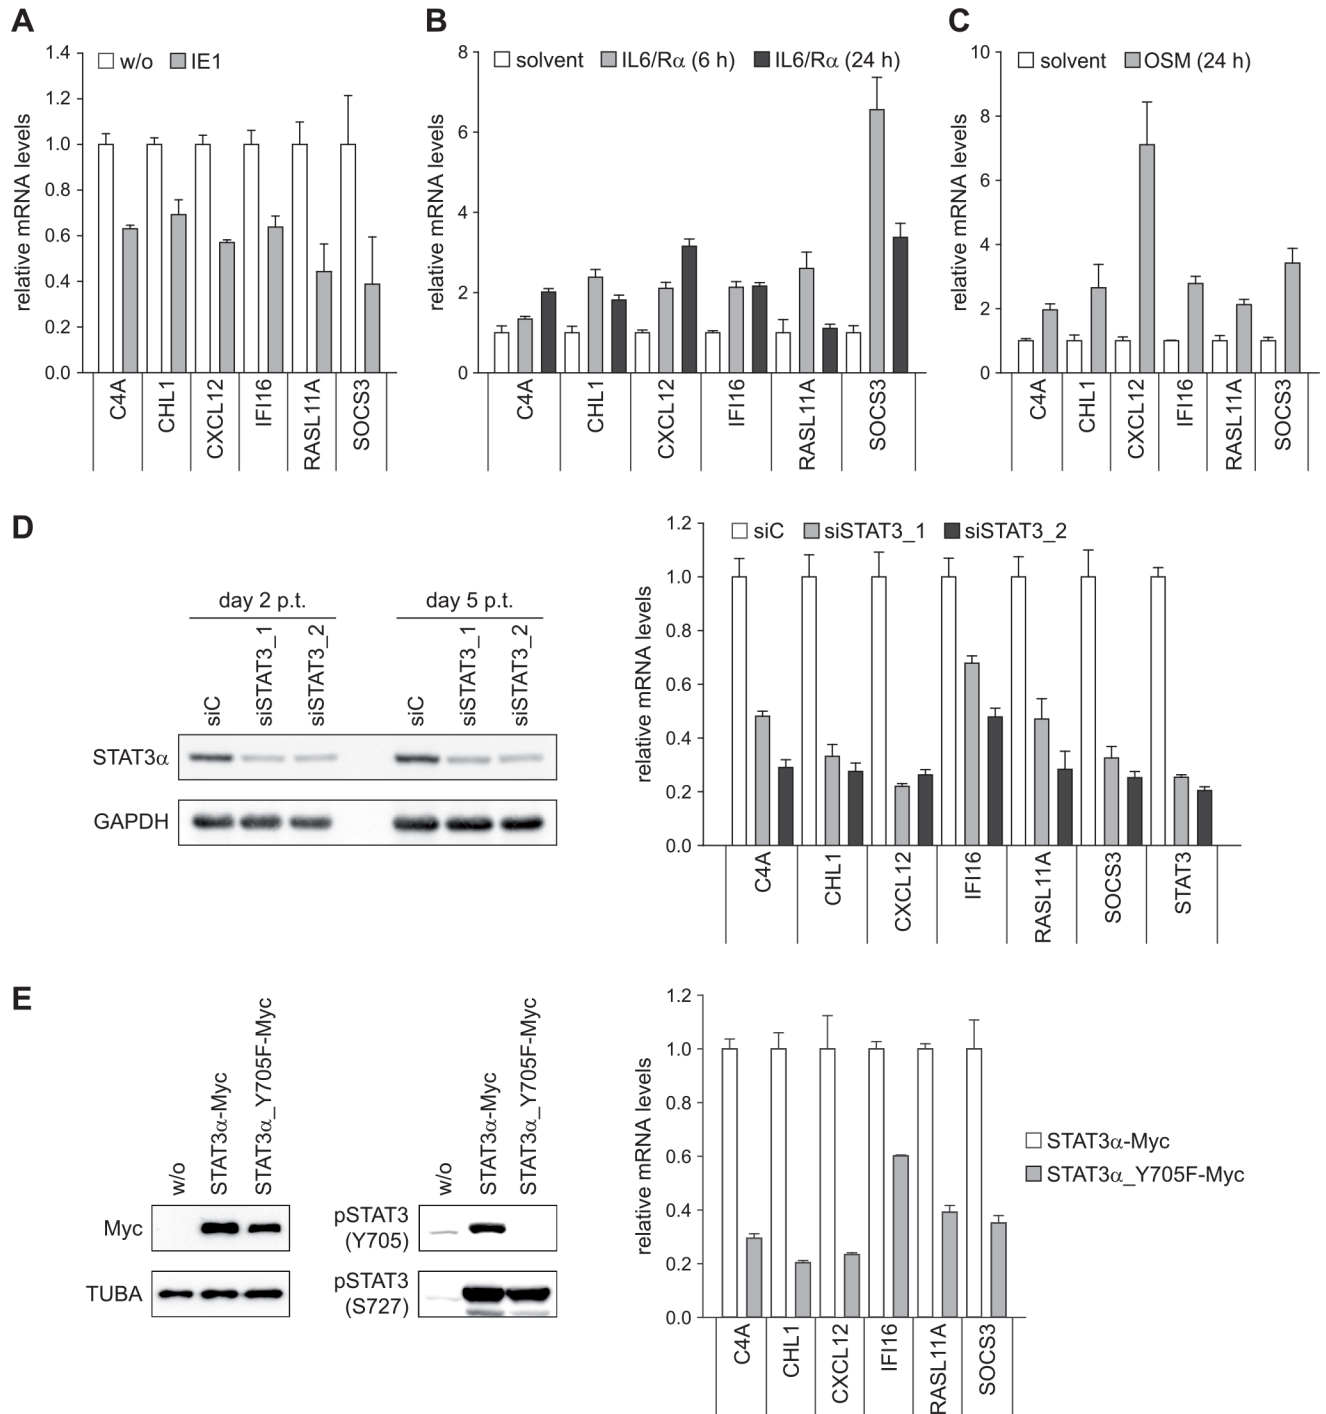 A
w/o IE1
relative mRNA levels
1.4
1.2
1.0
0.8
0.6
0.4
0.2
0.0
C4A
CHL1
CXCL12
IFI16
RASL11A
SOCS3
B
solvent IL6/Rα (6 h) IL6/Rα (24 h)
relative mRNA levels
8
6
4
2
0
C4A
CHL1
CXCL12
IFI16
RASL11A
SOCS3
C
solvent OSM (24 h)
relative mRNA levels
10
8
6
4
2
0
C4A
CHL1
CXCL12
IFI16
RASL11A
SOCS3
D
day 2 p.t. day 5 p.t.
siC
siSTAT3_1
siSTAT3_2
siC
siSTAT3_1
siSTAT3_2
STAT3α
GAPDH
siC siSTAT3_1 siSTAT3_2
relative mRNA levels
1.2
1.0
0.8
0.6
0.4
0.2
0.0
C4A
CHL1
CXCL12
IFI16
RASL11A
SOCS3
STAT3
E
w/o
STAT3α-Myc
STAT3α_Y705F-Myc
Myc
TUBA
w/o
STAT3α-Myc
STAT3α_Y705F-Myc
pSTAT3
(Y705)
pSTAT3
(S727)
relative mRNA levels
1.2
1.0
0.8
0.6
0.4
0.2
0.0
C4A
CHL1
CXCL12
IFI16
RASL11A
SOCS3
STAT3α-Myc
STAT3α_Y705F-Myc